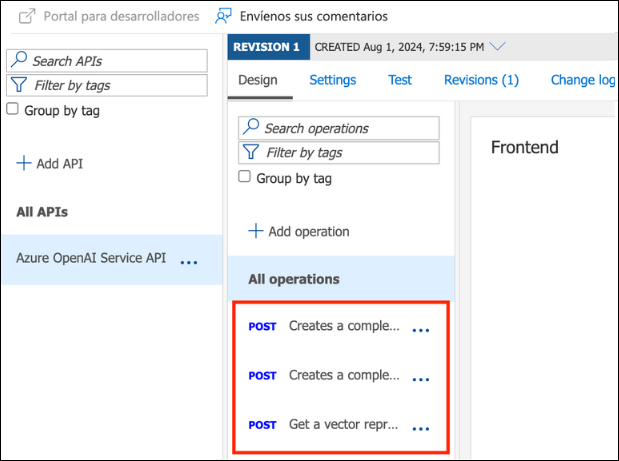 Portal para desarrolladores Envíenos sus comentarios
Search APIs
Filter by tags
Group by tag
Add API
All APIs
Azure OpenAI Service API ...
REVISION 1 CREATED Aug 1, 2024, 7:59:15 PM
Design Settings Test Revisions (1) Change log
Search operations
Filter by tags
Group by tag
Add operation
All operations
POST Creates a comple... ...
POST Creates a comple... ...
POST Get a vector repr... ...
Frontend